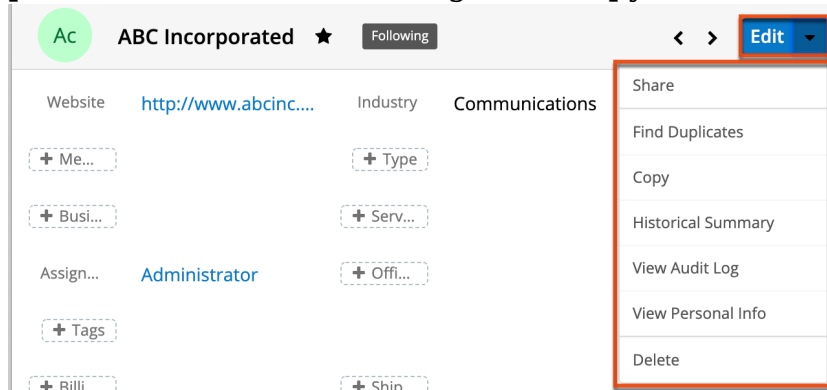 Ac ABC Incorporated Following Edit
Share
Website http://www.abcinc.... Industry Communications
Find Duplicates
+ Me... + Type
Copy
+ Busi... + Serv...
Historical Summary
View Audit Log
Assign... Administrator + Offi...
View Personal Info
+ Tags
Delete
+ Billi + Ship